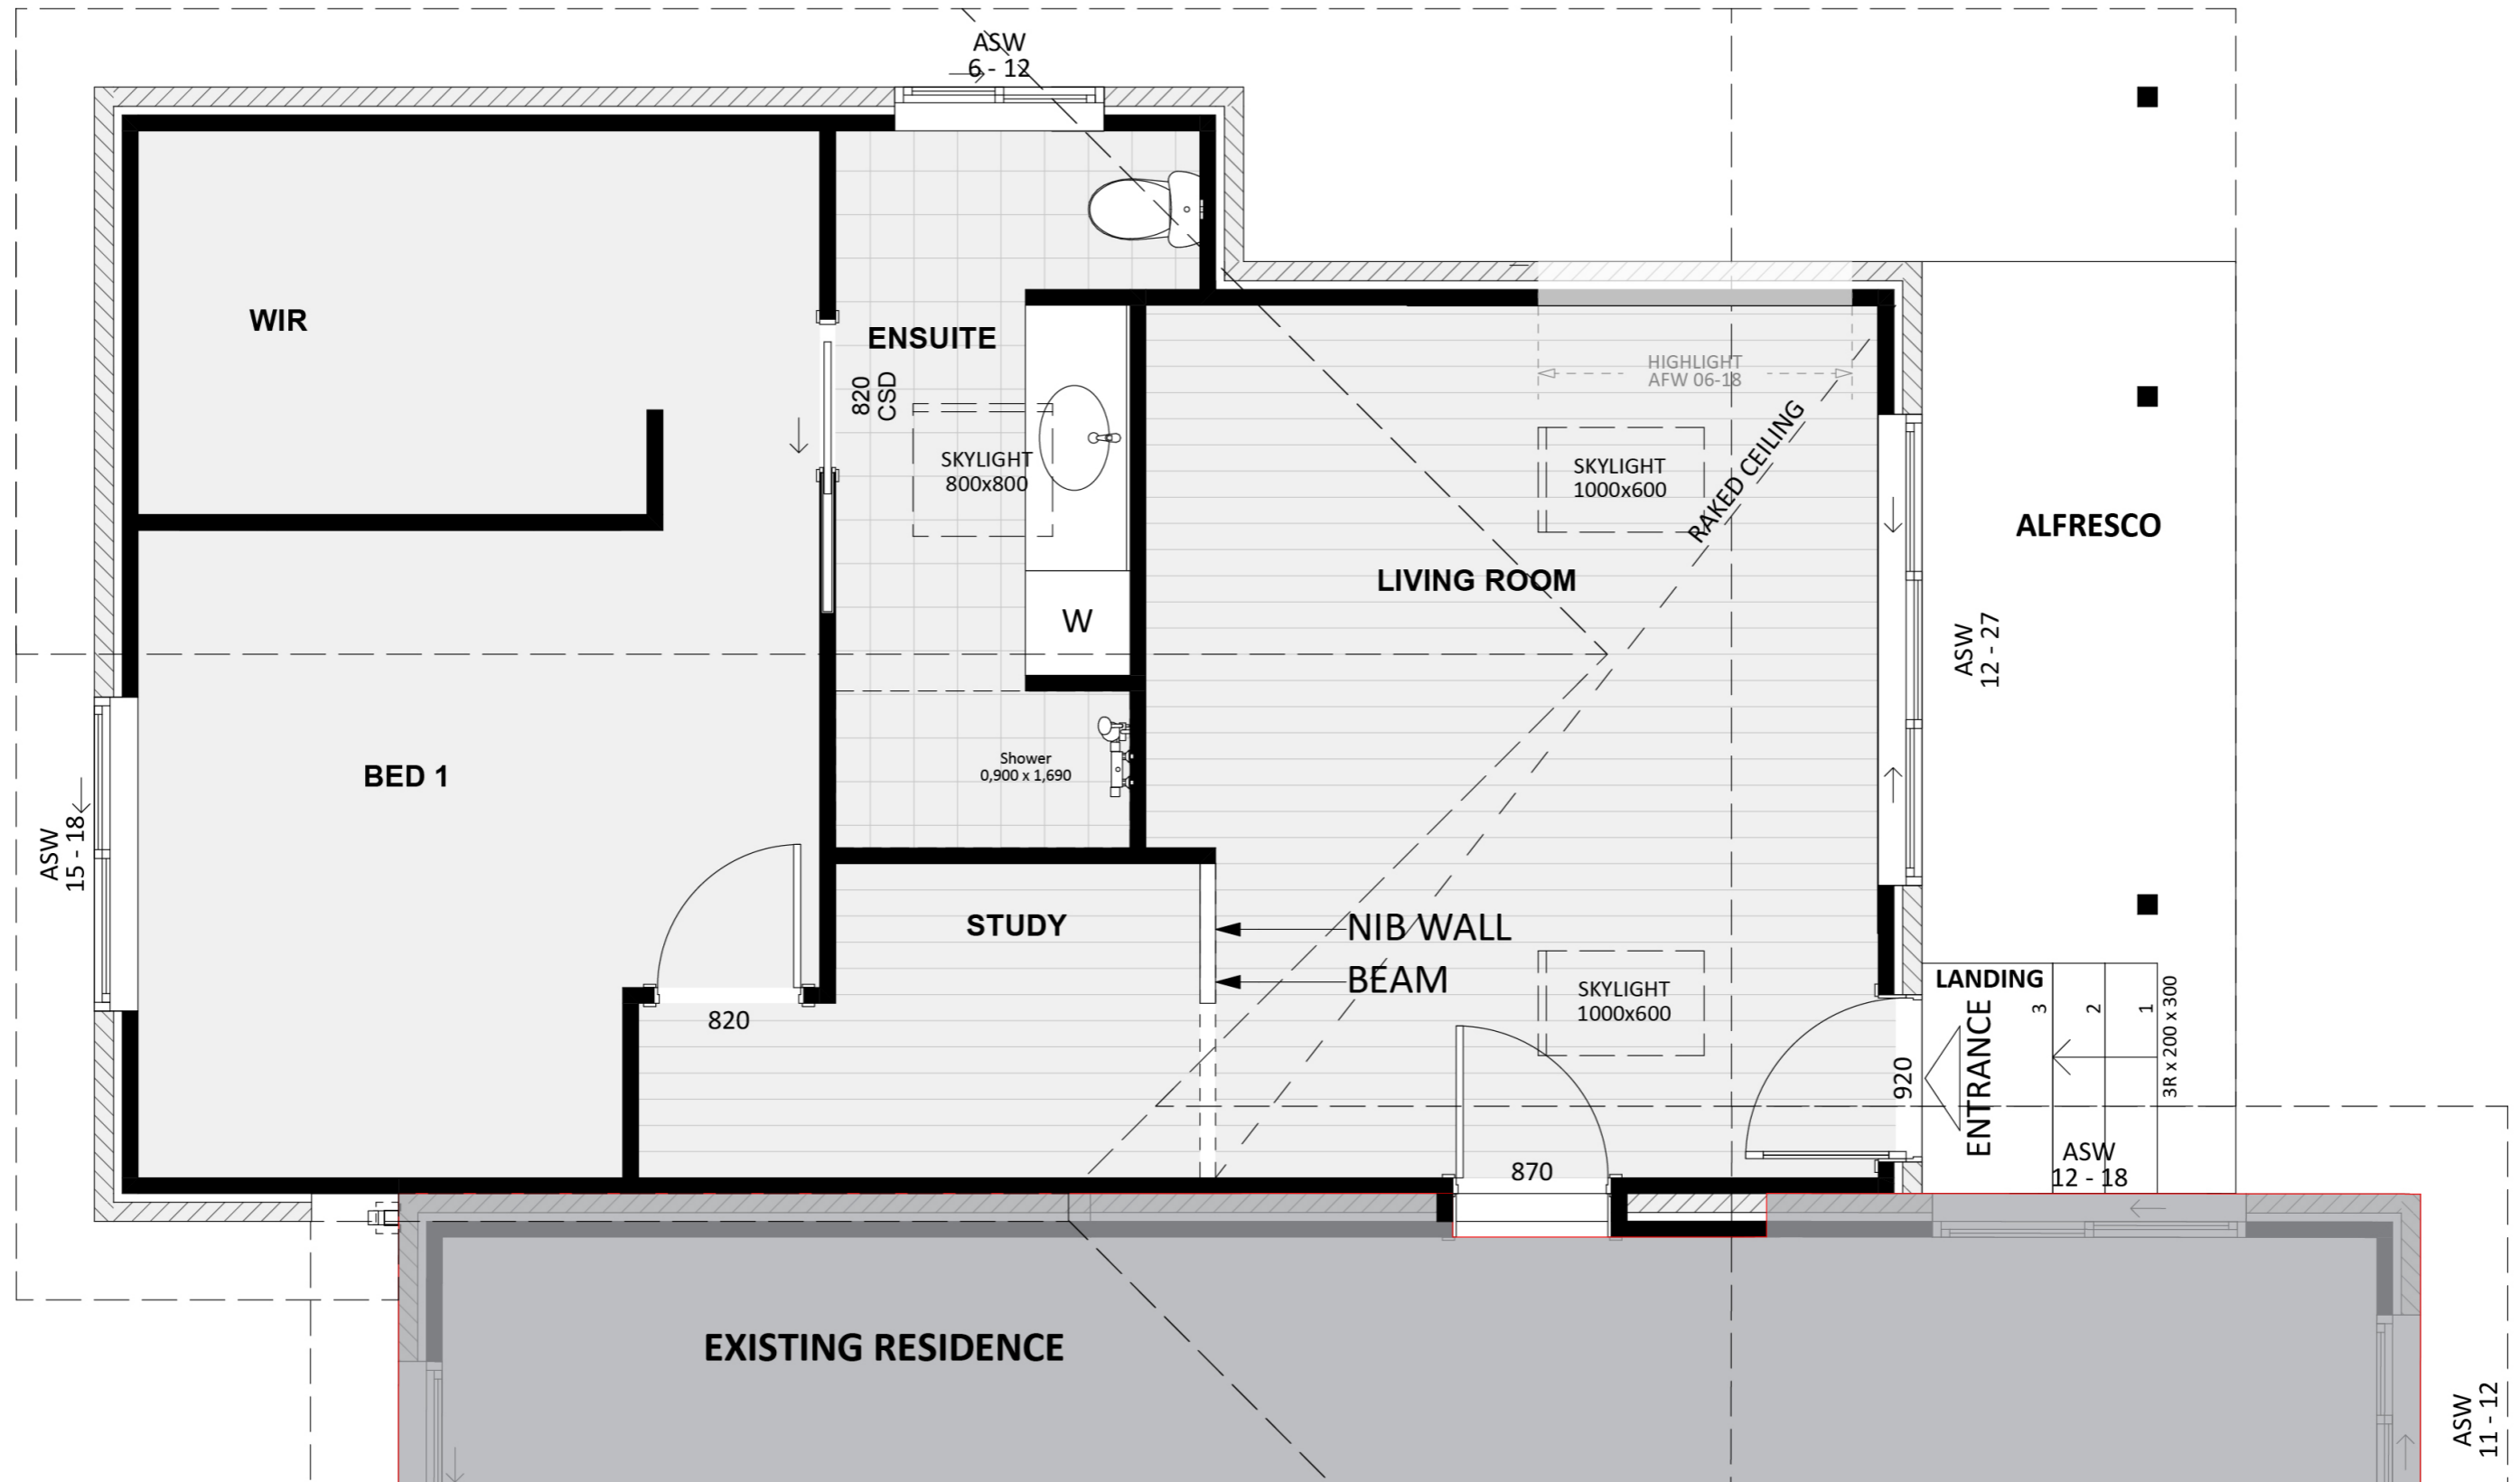 ASW
6 - 12
WIR
ENSUITE
820
CSD
SKYLIGHT
800x800
HIGHLIGHT
AFW 06-18
SKYLIGHT
1000x600
RAKED CEILING
ALFRESCO
LIVING ROOM
W
ASW
12 - 27
BED 1
Shower
0,900 x 1,690
ASW
15 - 18
STUDY
NIB WALL
BEAM
SKYLIGHT
1000x600
LANDING
3
2
1
3R x 200 x 300
820
920
ENTRANCE
870
ASW
12 - 18
EXISTING RESIDENCE
ASW
11 - 12